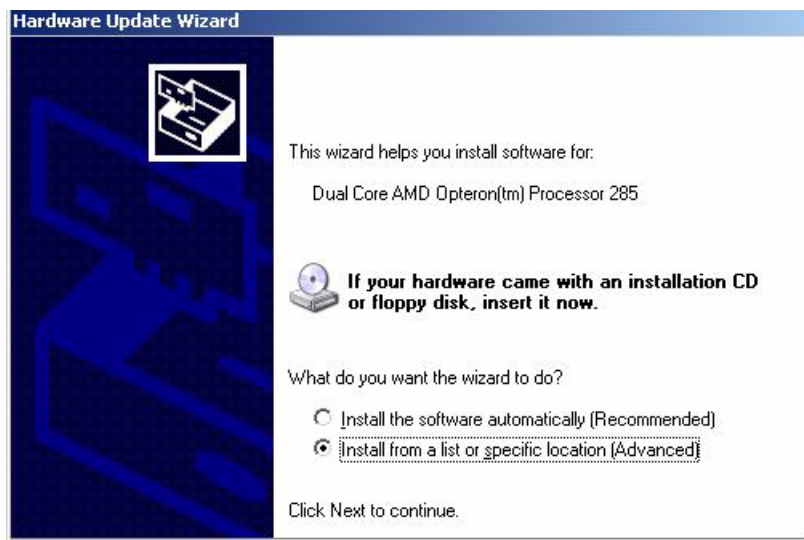 Hardware Update Wizard
This wizard helps you install software for:
Dual Core AMD Opteron(tm) Processor 285
If your hardware came with an installation CD
or floppy disk, insert it now.
What do you want the wizard to do?
Install the software automatically (Recommended)
Install from a list or specific location (Advanced)
Click Next to continue.